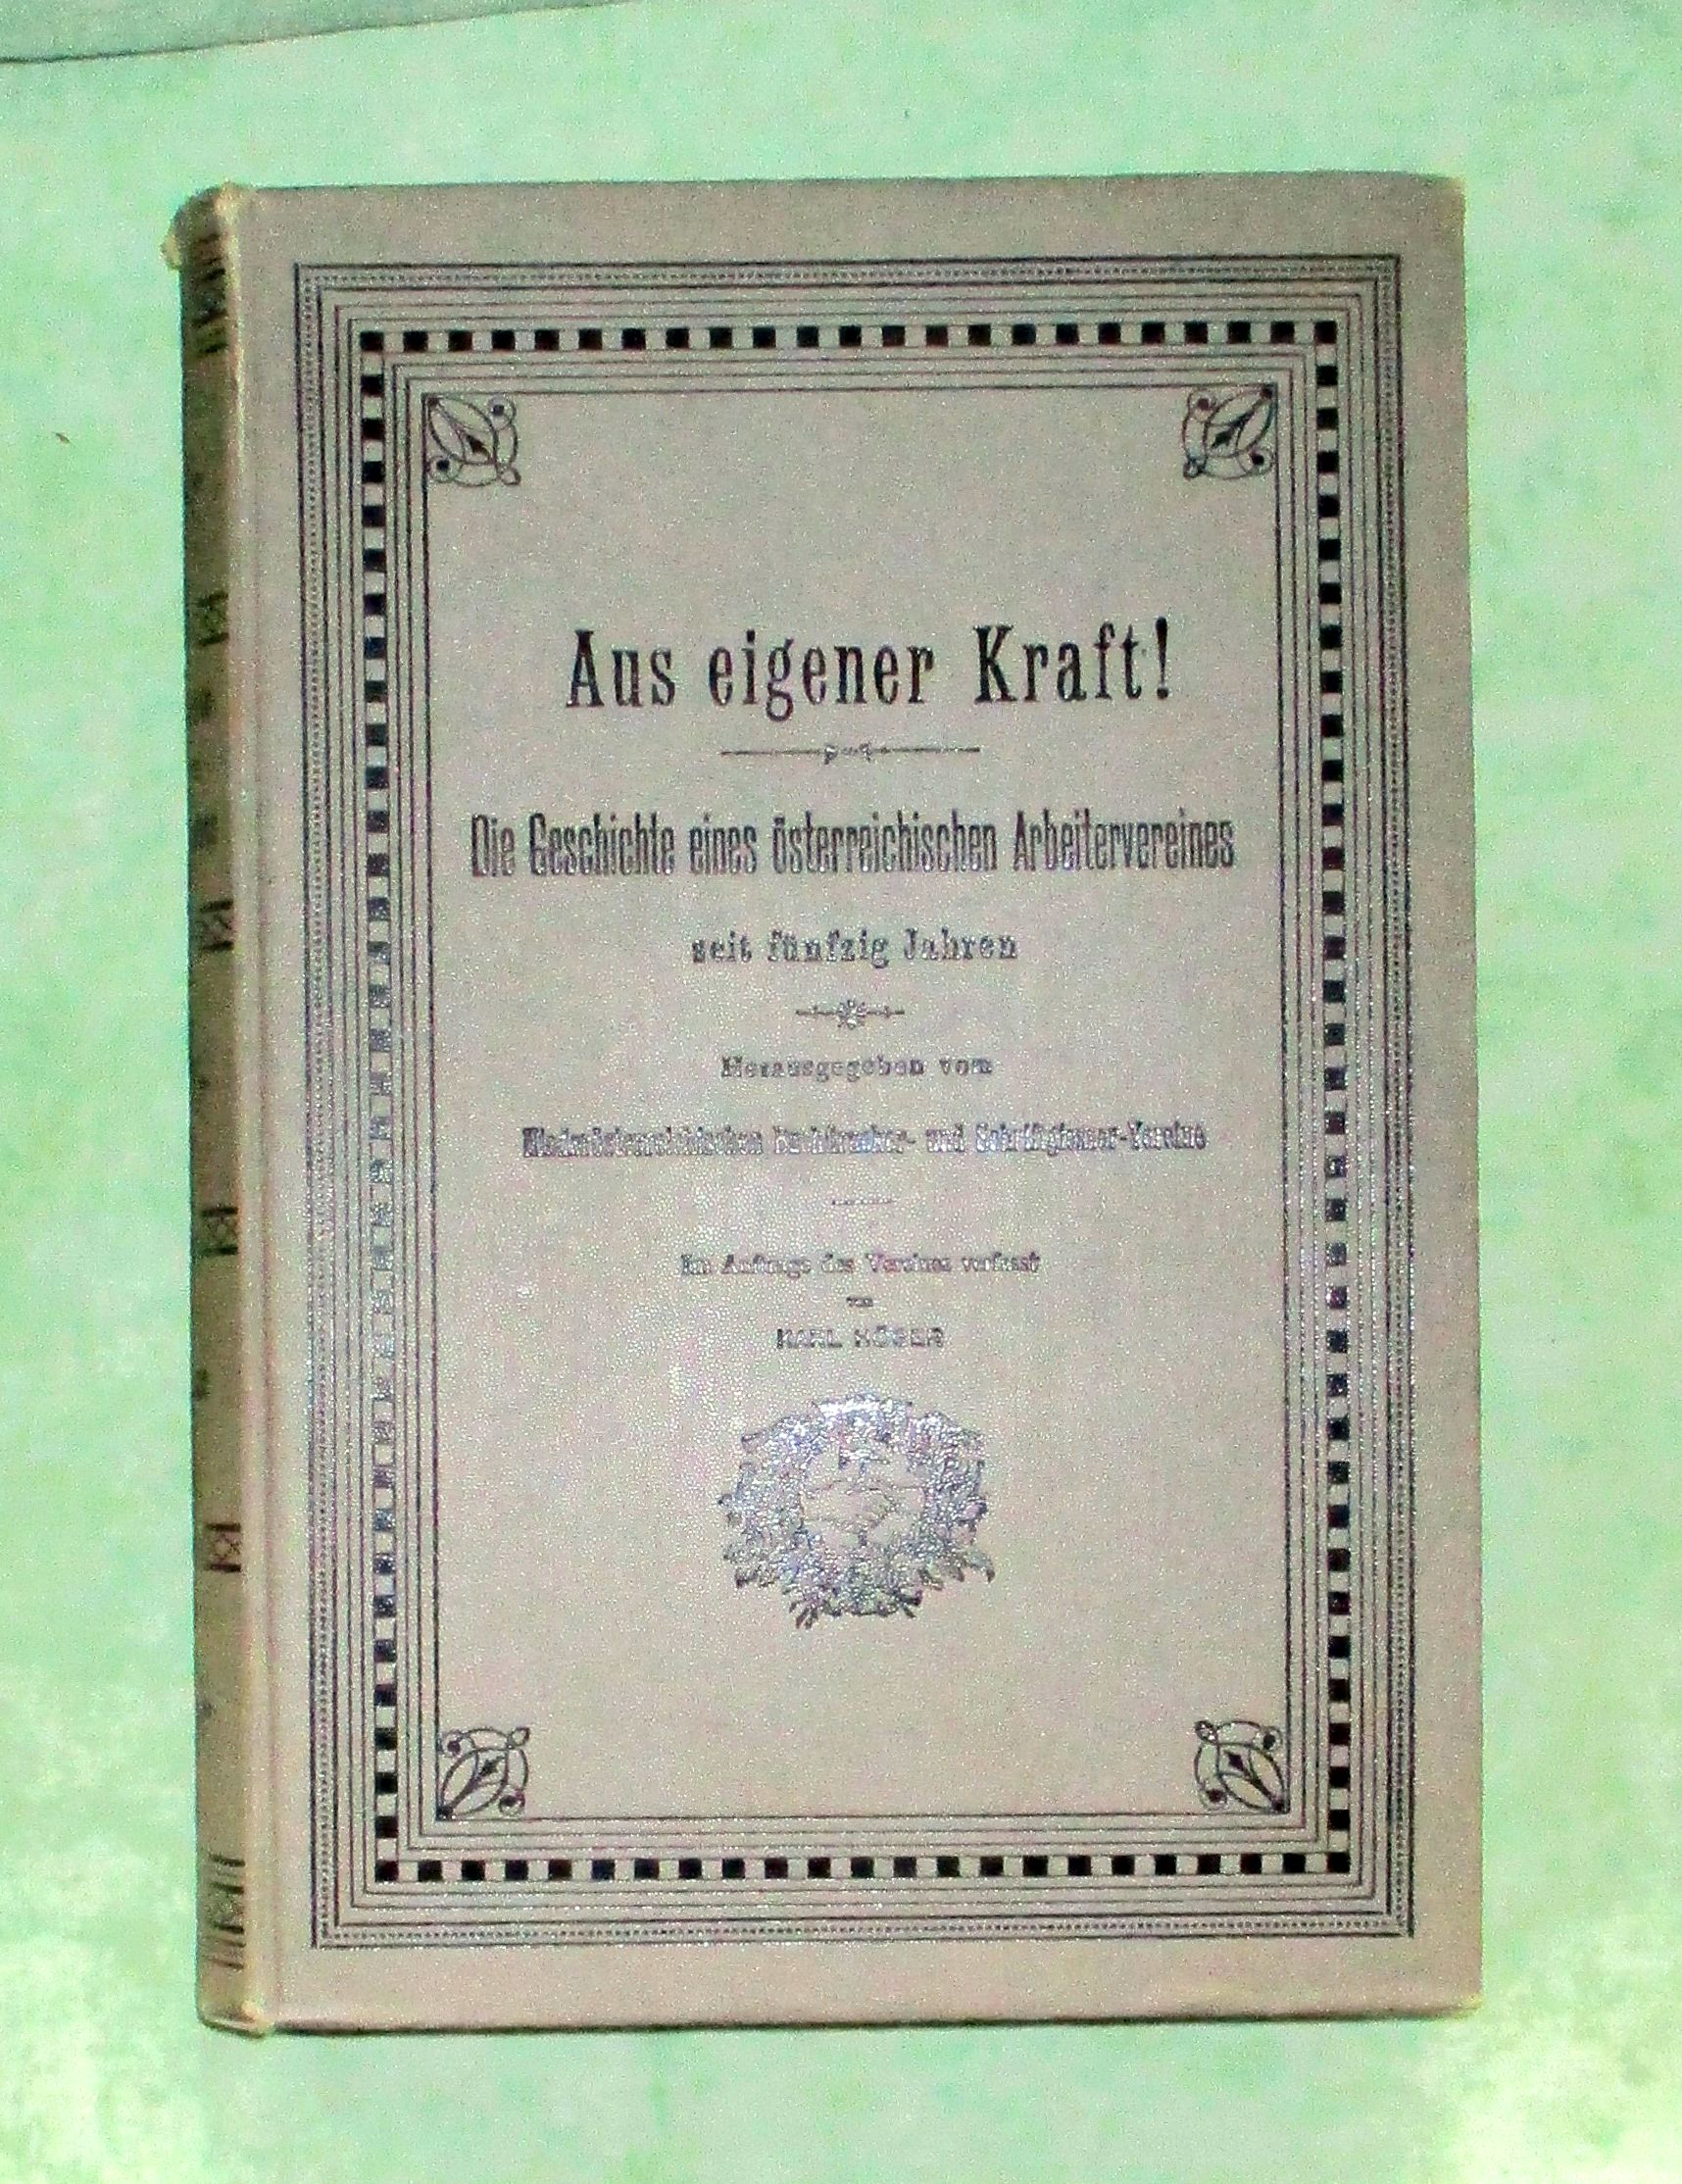 Aus eigener Kraft!
Die Geschichte eines österreichischen Arbeitervereines
seit fünfzig Jahren
Herausgegeben vom
Niederösterreichischen Buchdrucker- und Schriftgiesser-Vereine
Im Auftrage des Vereines verfasst
von
KARL HÖGER